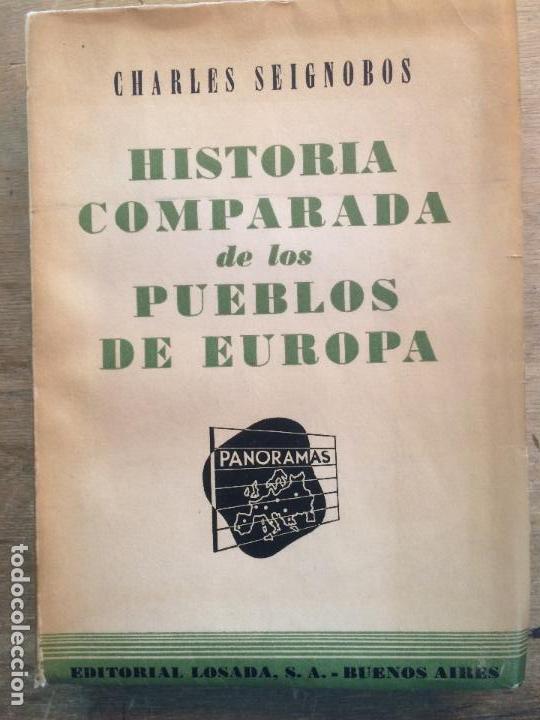 CHARLES SEIGNOBOS
HISTORIA
COMPARADA
de los
PUEBLOS
DE EUROPA
PANORAMAS
EDITORIAL LOSADA, S. A. - BUENOS AIRES
todocoleccion